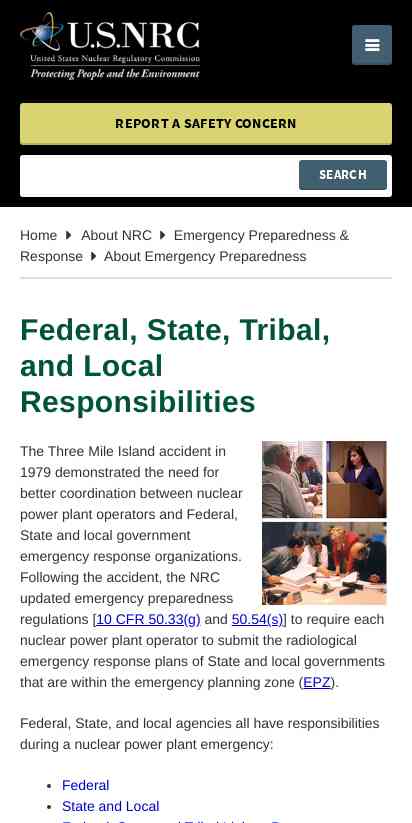 U.S.NRC
United States Nuclear Regulatory Commission
Protecting People and the Environment
REPORT A SAFETY CONCERN
SEARCH
Home About NRC Emergency Preparedness &
Response About Emergency Preparedness
Federal, State, Tribal,
and Local
Responsibilities
The Three Mile Island accident in
1979 demonstrated the need for
better coordination between nuclear
power plant operators and Federal,
State and local government
emergency response organizations.
Following the accident, the NRC
updated emergency preparedness
regulations [10 CFR 50.33(g) and 50.54(s)] to require each
nuclear power plant operator to submit the radiological
emergency response plans of State and local governments
that are within the emergency planning zone (EPZ).
Federal, State, and local agencies all have responsibilities
during a nuclear power plant emergency:
• Federal
• State and Local